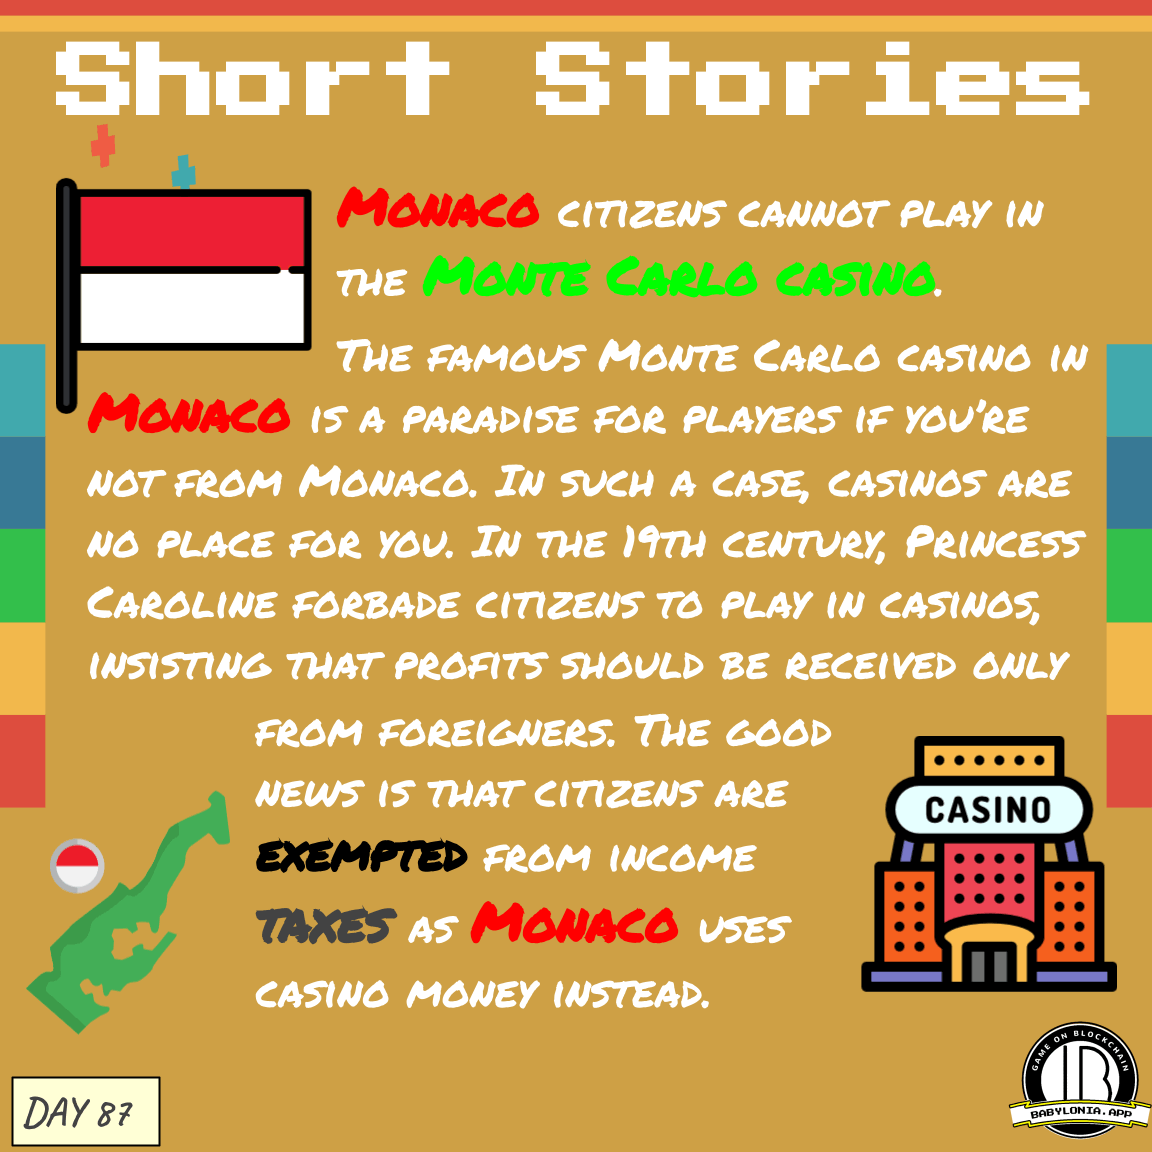 Short Stories
Monaco citizens cannot play in
the Monte Carlo casino.
The famous Monte Carlo casino in
Monaco is a paradise for players if you're
not from Monaco. In such a case, casinos are
no place for you. In the 19th century, Princess
Caroline forbade citizens to play in casinos,
insisting that profits should be received only
from foreigners. The good
news is that citizens are
exempted from income
taxes as Monaco uses
casino money instead.
CASINO
DAY 87
GAME ON BLOCKCHAIN
BABYLONIA.APP